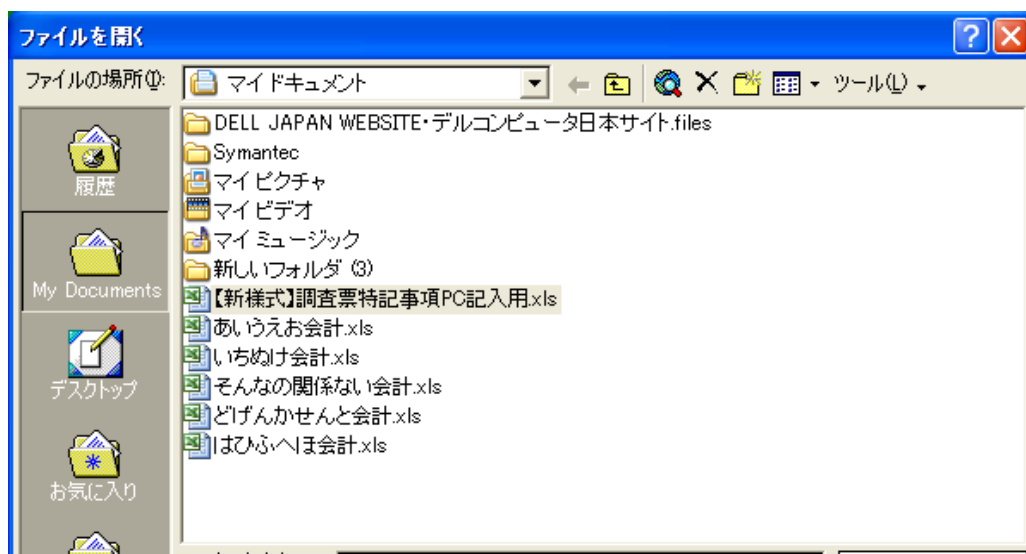 ファイルを開く
ファイルの場所(I):
マイ ドキュメント
ツール(L)
履歴
My Documents
デスクトップ
お気に入り
DELL JAPAN WEBSITE・デルコンピュータ日本サイト.files
Symantec
マイ ピクチャ
マイ ビデオ
マイ ミュージック
新しいフォルダ (3)
【新様式】調査票特記事項PC記入用.xls
あいうえお会計.xls
いちぬけ会計.xls
そんなの関係ない会計.xls
どげんかせんと会計.xls
はひふへほ会計.xls